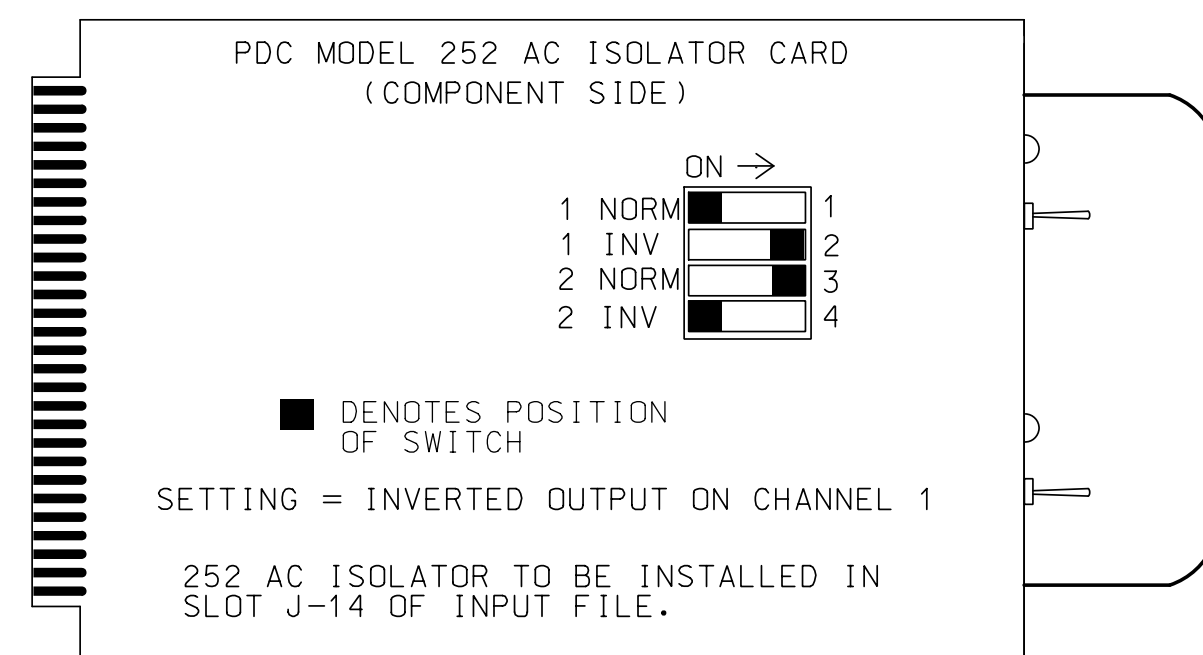 PDC MODEL 252 AC ISOLATOR CARD
(COMPONENT SIDE)
ON →
1 NORM 1
1 INV 2
2 NORM 3
2 INV 4
DENOTES POSITION
OF SWITCH
SETTING = INVERTED OUTPUT ON CHANNEL 1
252 AC ISOLATOR TO BE INSTALLED IN
SLOT J-14 OF INPUT FILE.